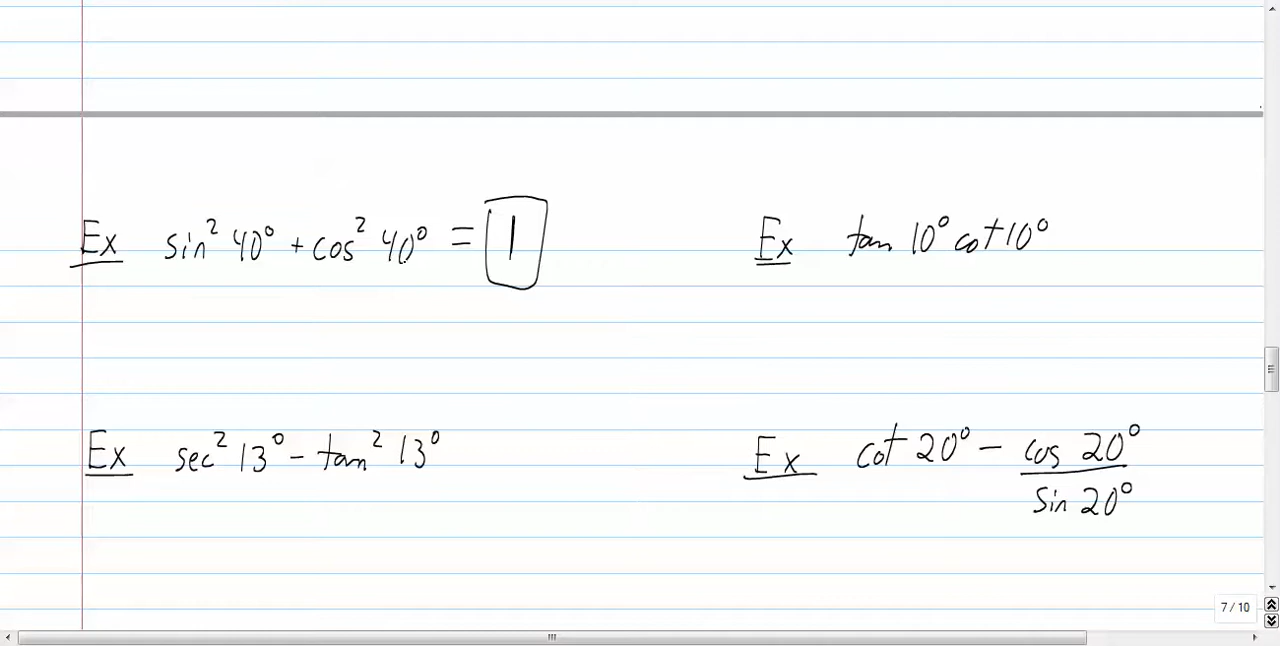 Ex sin² 40° + cos² 40° = 1
Ex tan 10° cot 10°
Ex sec² 13° − tan² 13°
Ex cot 20° − cos 20°
sin 20°
7 / 10